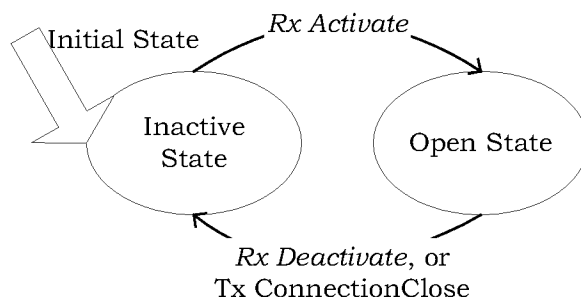 Initial State
Rx Activate
Inactive
State
Open State
Rx Deactivate, or
Tx ConnectionClose